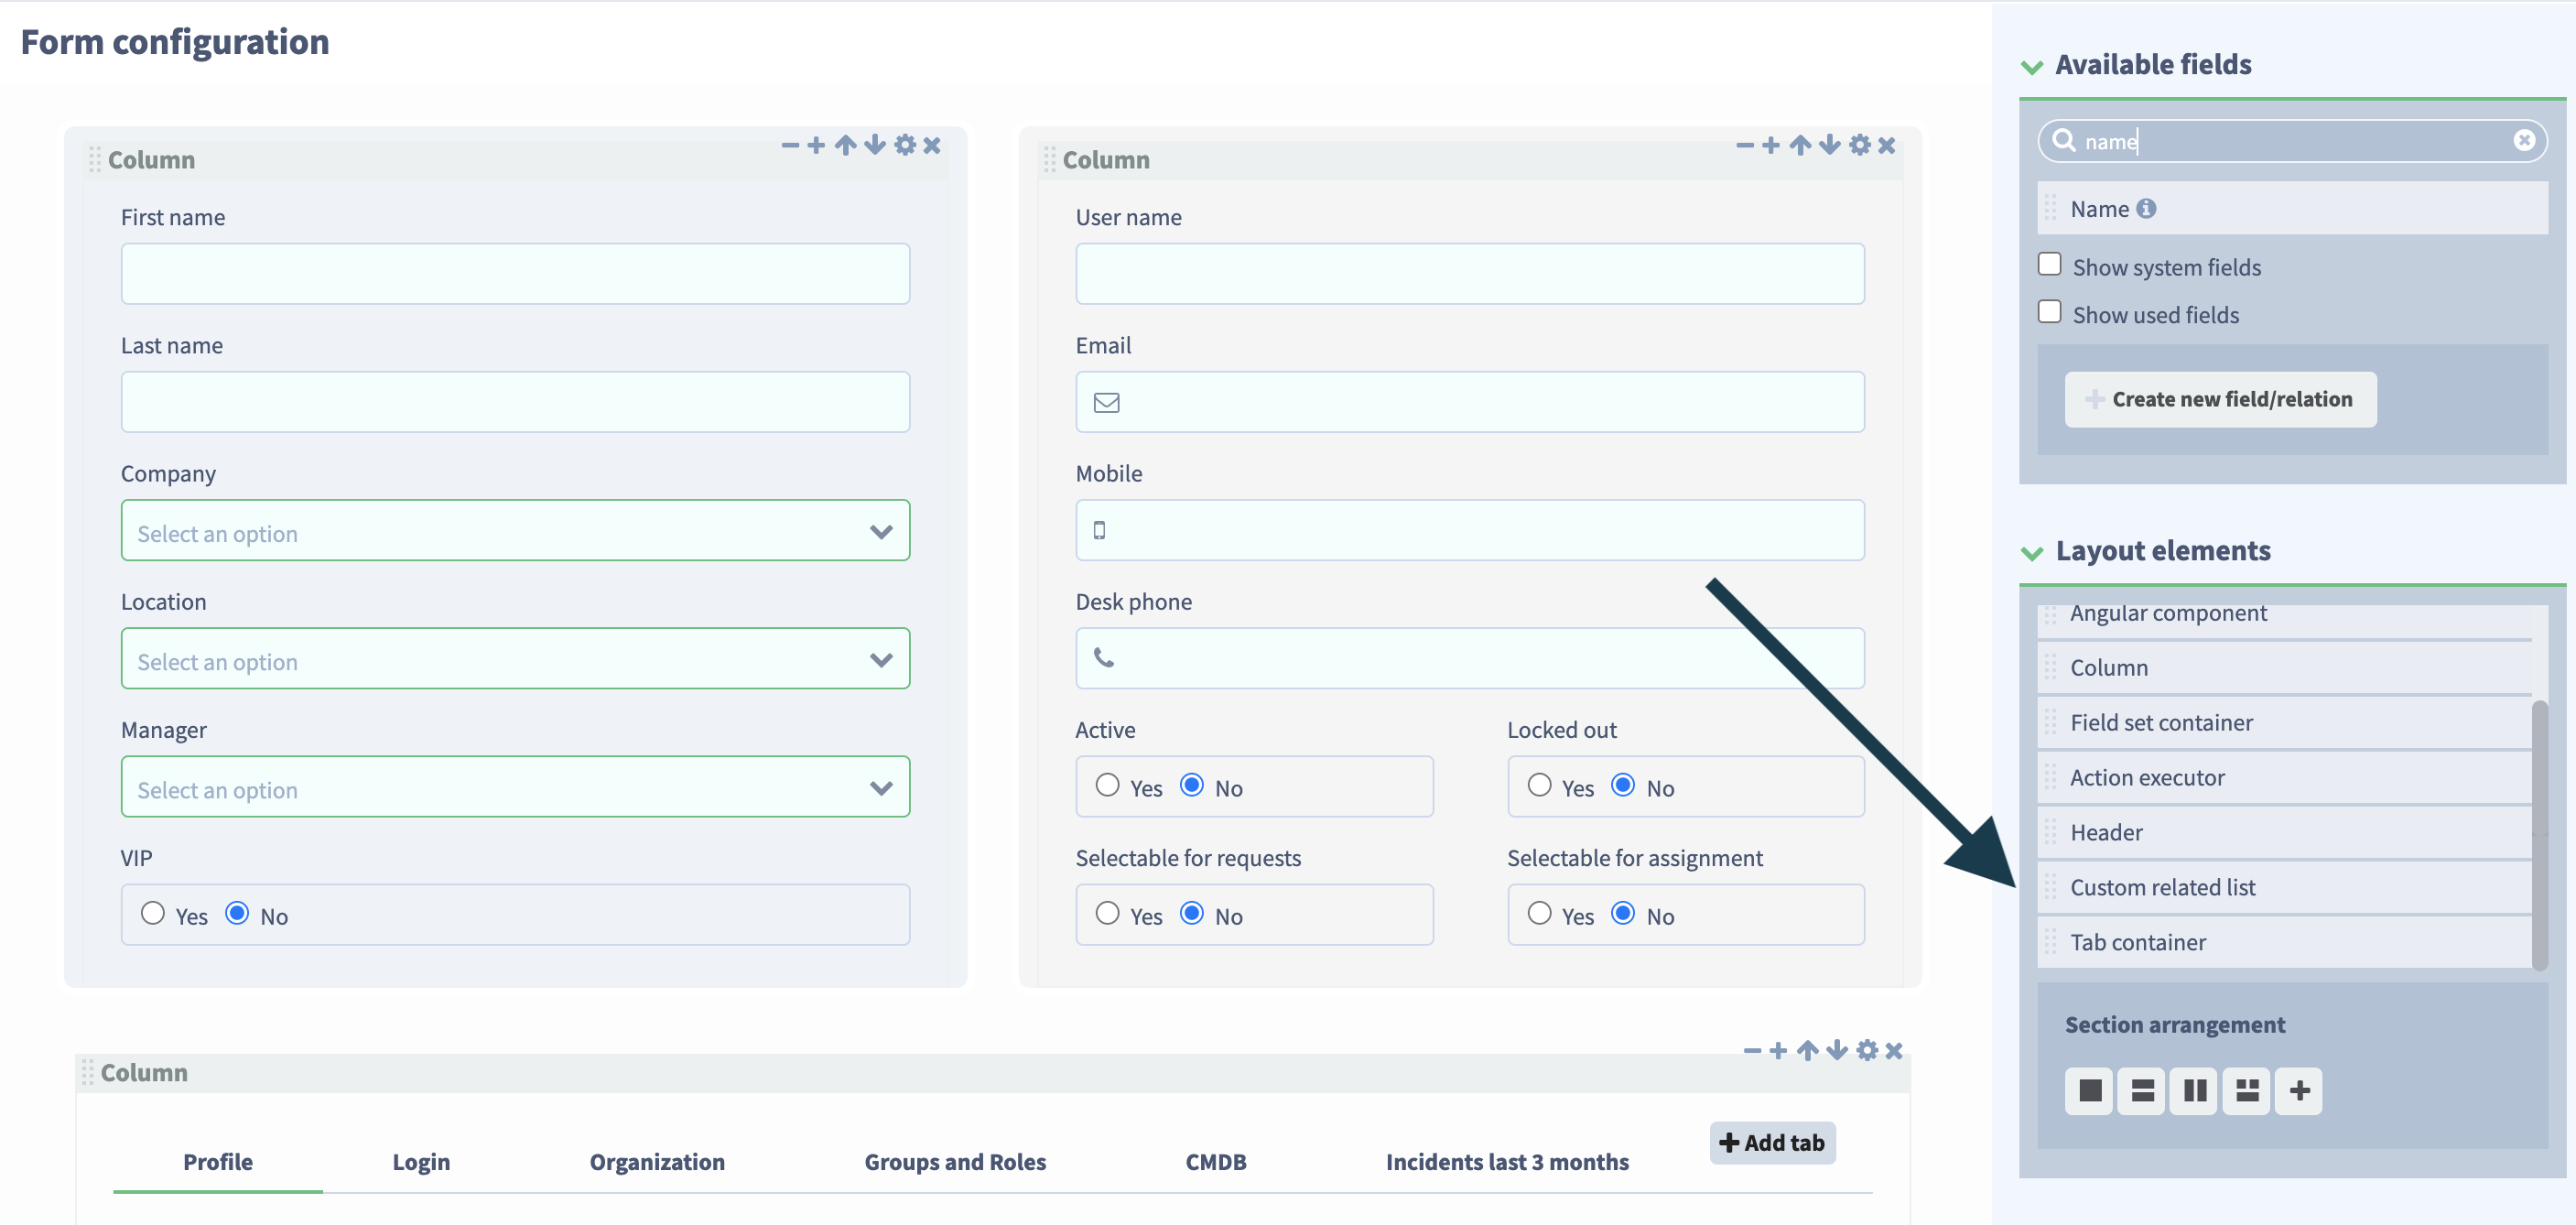 Form configuration
Column
First name
Last name
Company
Select an option
Location
Select an option
Manager
Select an option
VIP
Yes No
Column
User name
Email
Mobile
Desk phone
Active
Yes No
Locked out
Yes No
Selectable for requests
Yes No
Selectable for assignment
Yes No
Column
Profile Login Organization Groups and Roles CMDB Incidents last 3 months
Add tab
Available fields
name
Name
Show system fields
Show used fields
Create new field/relation
Layout elements
Angular component
Column
Field set container
Action executor
Header
Custom related list
Tab container
Section arrangement